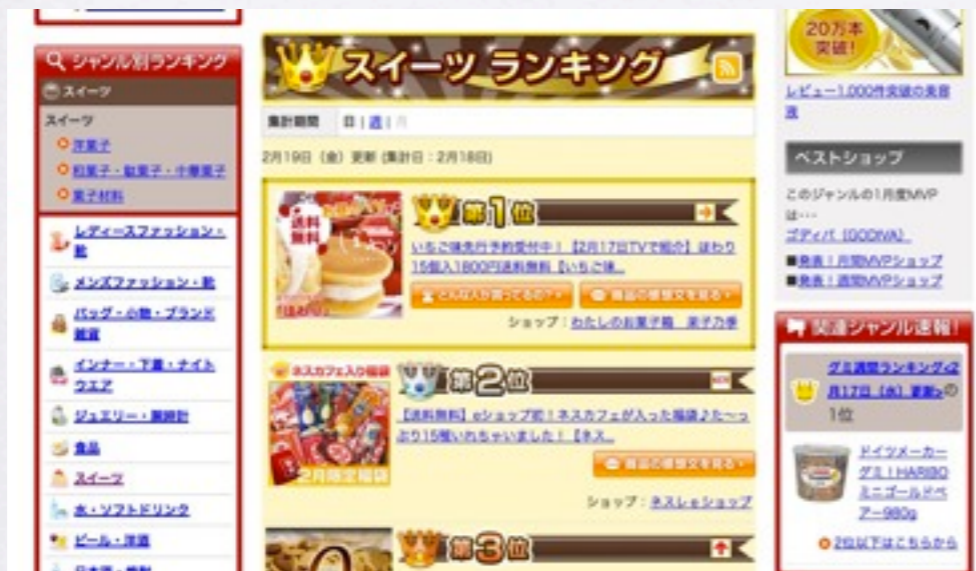 ジャンル別ランキング
スイーツ
スイーツ
洋菓子
和菓子・駄菓子・中華菓子
菓子材料
レディースファッション・靴
メンズファッション・靴
バッグ・小物・ブランド雑貨
インナー・下着・ナイトウエア
ジュエリー・腕時計
食品
スイーツ
水・ソフトドリンク
ビール・洋酒
スイーツ ランキング
集計期間 日 | 週 | 月
2月19日（金）更新 (集計日：2月18日)
送料無料
第1位
いちご味先行予約受付中！【2月17日TVで紹介】ほわり
15個入1800円送料無料【いちご味...
どんな人が買ってるの?
商品の感想文を見る
ショップ：わたしのお菓子箱 菓子乃季
ネスカフェ入り福袋
2月限定福袋
第2位
【送料無料】eショップ初！ネスカフェが入った福袋♪た〜っ
ぷり15種いれちゃいました！【ネス...
商品の感想文を見る
ショップ：ネスレeショップ
第3位
20万本
突破!
レビュー1,000件突破の美容
液
ベストショップ
このジャンルの1月度MVP
は…
ゴディバ（GODIVA）
■発表！月間MVPショップ
■発表！週間MVPショップ
関連ジャンル速報!
グミ週間ランキング<2
月17日（水）更新>の
1位
ドイツメーカー
グミ！HARIBO
ミニゴールドベ
アー980g
2位以下はこちらから